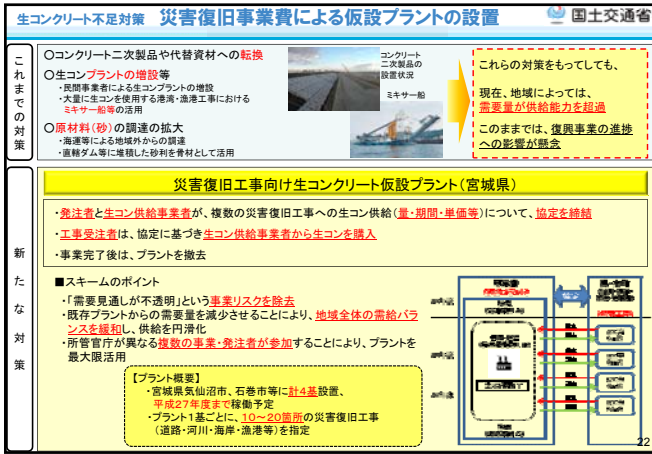 生コンクリート不足対策 災害復旧事業費による仮設プラントの設置
国土交通省
これまでの対策
○コンクリート二次製品や代替資材への転換
○生コンプラントの増設等
・民間事業者による生コンプラントの増設
・大量に生コンを使用する港湾・漁港工事における
ミキサー船等の活用
○原材料(砂)の調達の拡大
・海運等による地域外からの調達
・直轄ダム等に堆積した砂利を骨材として活用
コンクリート
二次製品の
設置状況
ミキサー船
これらの対策をもってしても、
現在、地域によっては、
需要量が供給能力を超過
このままでは、復興事業の進捗
への影響が懸念
新たな対策
災害復旧工事向け生コンクリート仮設プラント(宮城県)
・発注者と生コン供給事業者が、複数の災害復旧工事への生コン供給(量・期間・単価等)について、協定を締結
・工事受注者は、協定に基づき生コン供給事業者から生コンを購入
・事業完了後は、プラントを撤去
■スキームのポイント
・「需要見通しが不透明」という事業リスクを除去
・既存プラントからの需要量を減少させることにより、地域全体の需給バラ
ンスを緩和し、供給を円滑化
・所管官庁が異なる複数の事業・発注者が参加することにより、プラントを
最大限活用
【プラント概要】
・宮城県気仙沼市、石巻市等に計4基設置、
平成27年度まで稼働予定
・プラント1基ごとに、10~20箇所の災害復旧工事
(道路・河川・海岸・漁港等)を指定
22